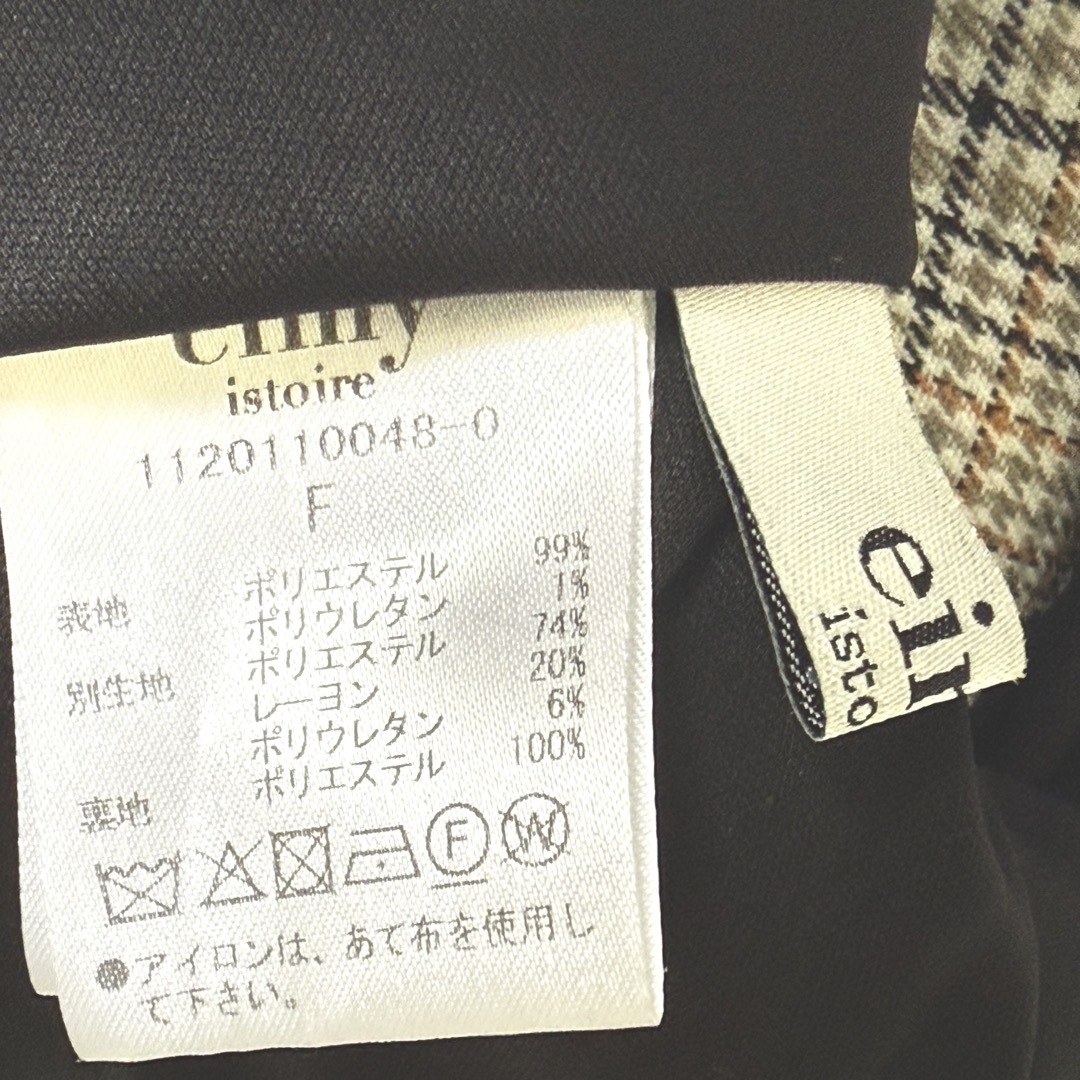 istoire
1120110048-0
F
表地 ポリエステル 99%
ポリウレタン 1%
別生地 ポリエステル 74%
レーヨン 20%
ポリウレタン 6%
裏地 ポリエステル 100%
F W
●アイロンは、あて布を使用し
て下さい。
ein
isto